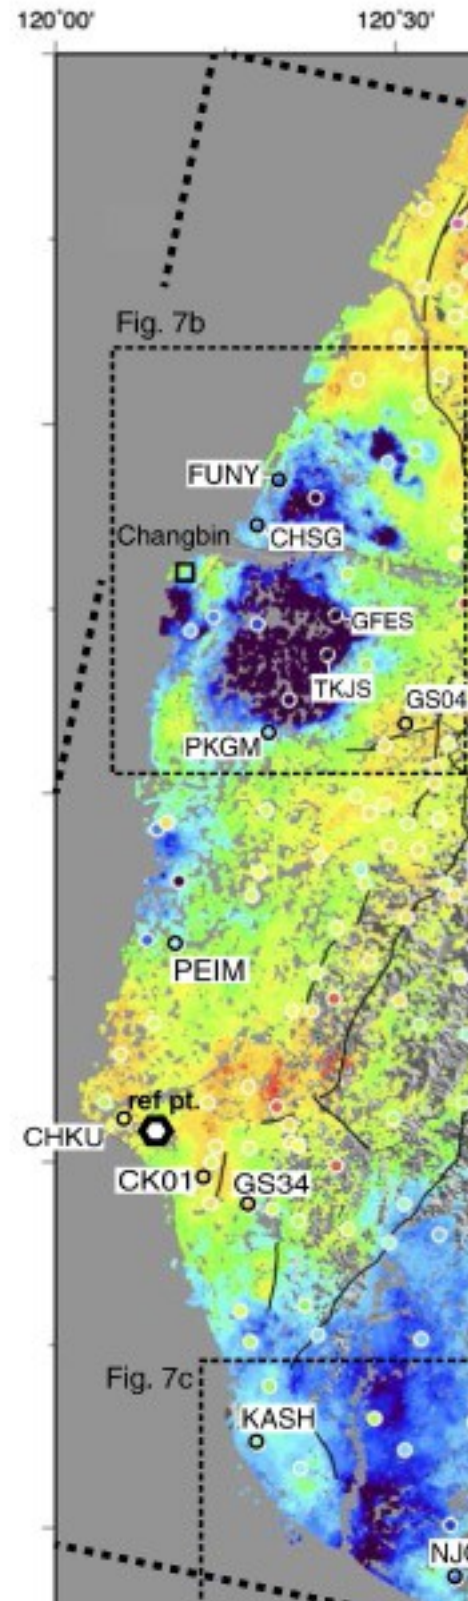 120°00'
120°30'
Fig. 7b
FUNY
Changbin
CHSG
GFES
TKJS
GS04
PKGM
PEIM
ref pt.
CHKU
CK01
GS34
Fig. 7c
KASH